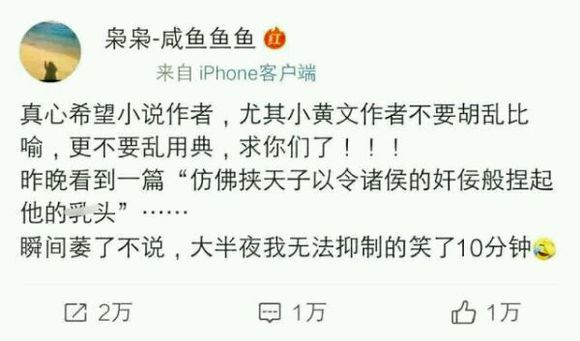 枭枭-咸鱼鱼鱼
来自 iPhone客户端
真心希望小说作者，尤其小黄文作者不要胡乱比
喻，更不要乱用典，求你们了！！！
昨晚看到一篇“仿佛挟天子以令诸侯的奸佞般捏起
他的乳头”……
瞬间萎了不说，大半夜我无法抑制的笑了10分钟
2万 1万 1万